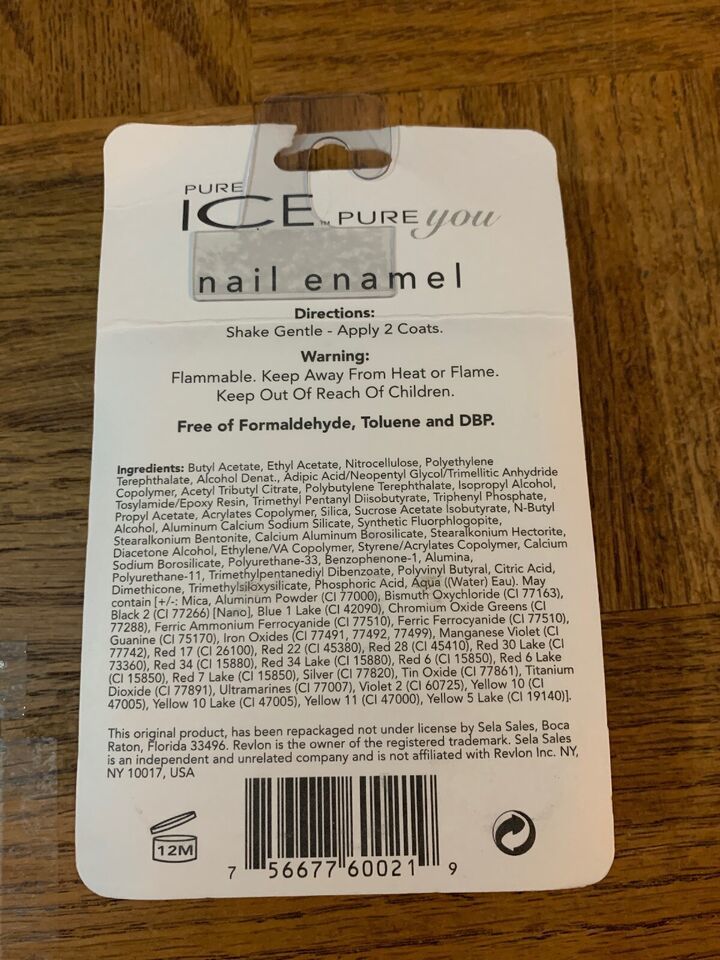 PURE
ICE™ PURE you
nail enamel
Directions:
Shake Gentle - Apply 2 Coats.
Warning:
Flammable. Keep Away From Heat or Flame.
Keep Out Of Reach Of Children.
Free of Formaldehyde, Toluene and DBP.
Ingredients: Butyl Acetate, Ethyl Acetate, Nitrocellulose, Polyethylene
Terephthalate, Alcohol Denat., Adipic Acid/Neopentyl Glycol/Trimellitic Anhydride
Copolymer, Acetyl Tributyl Citrate, Polybutylene Terephthalate, Isopropyl Alcohol,
Tosylamide/Epoxy Resin, Trimethyl Pentanyl Diisobutyrate, Triphenyl Phosphate,
Propyl Acetate, Acrylates Copolymer, Silica, Sucrose Acetate Isobutyrate, N-Butyl
Alcohol, Aluminum Calcium Sodium Silicate, Synthetic Fluorphlogopite,
Stearalkonium Bentonite, Calcium Aluminum Borosilicate, Stearalkonium Hectorite,
Diacetone Alcohol, Ethylene/VA Copolymer, Styrene/Acrylates Copolymer, Calcium
Sodium Borosilicate, Polyurethane-33, Benzophenone-1, Alumina,
Polyurethane-11, Trimethylpentanediyl Dibenzoate, Polyvinyl Butyral, Citric Acid,
Dimethicone, Trimethylsiloxysilicate, Phosphoric Acid, Aqua ((Water) Eau). May
contain [+/-: Mica, Aluminum Powder (CI 77000), Bismuth Oxychloride (CI 77163),
Black 2 (CI 77266) [Nano], Blue 1 Lake (CI 42090), Chromium Oxide Greens (CI
77288), Ferric Ammonium Ferrocyanide (CI 77510), Ferric Ferrocyanide (CI 77510),
Guanine (CI 75170), Iron Oxides (CI 77491, 77492, 77499), Manganese Violet (CI
77742), Red 17 (CI 26100), Red 22 (CI 45380), Red 28 (CI 45410), Red 30 Lake (CI
73360), Red 34 (CI 15880), Red 34 Lake (CI 15880), Red 6 (CI 15850), Red 6 Lake
(CI 15850), Red 7 Lake (CI 15850), Silver (CI 77820), Tin Oxide (CI 77861), Titanium
Dioxide (CI 77891), Ultramarines (CI 77007), Violet 2 (CI 60725), Yellow 10 (CI
47005), Yellow 10 Lake (CI 47005), Yellow 11 (CI 47000), Yellow 5 Lake (CI 19140)].
This original product, has been repackaged not under license by Sela Sales, Boca
Raton, Florida 33496. Revlon is the owner of the registered trademark. Sela Sales
is an independent and unrelated company and is not affiliated with Revlon Inc. NY,
NY 10017, USA
12M
7 56677 60021 9